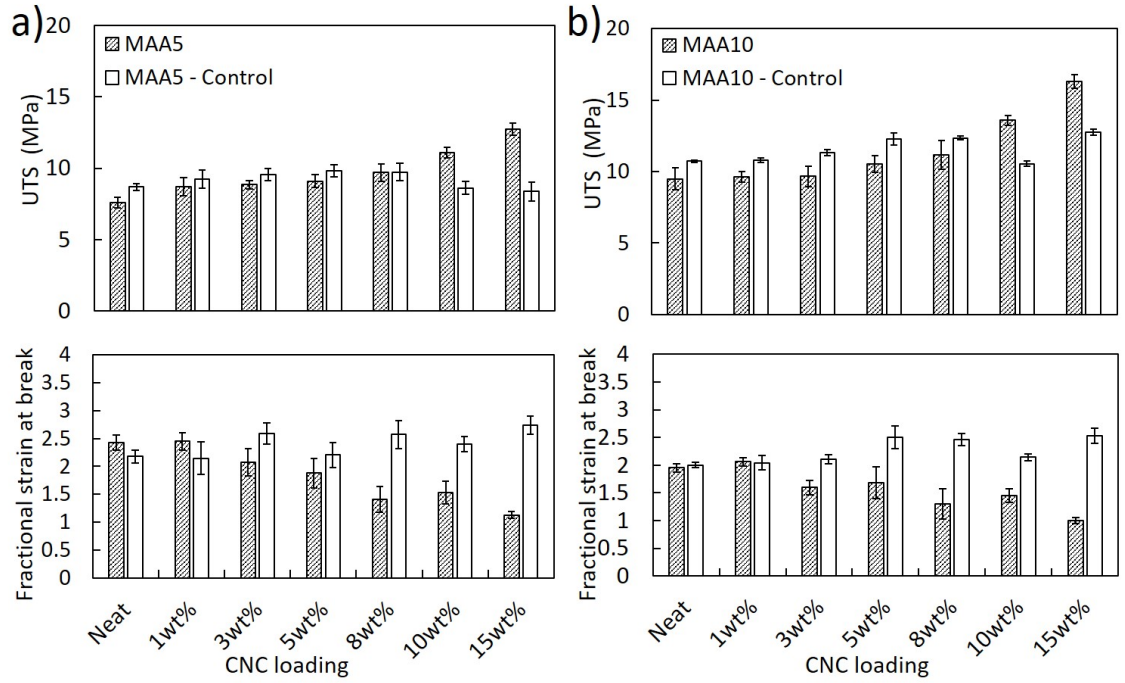 a)
20
15
10
5
0
UTS (MPa)
MAA5
MAA5 - Control
4
3.5
3
2.5
2
1.5
1
0.5
0
Fractional strain at break
Neat
1wt%
3wt%
5wt%
8wt%
10wt%
15wt%
CNC loading
b)
20
15
10
5
0
UTS (MPa)
MAA10
MAA10 - Control
4
3.5
3
2.5
2
1.5
1
0.5
0
Fractional strain at break
Neat
1wt%
3wt%
5wt%
8wt%
10wt%
15wt%
CNC loading